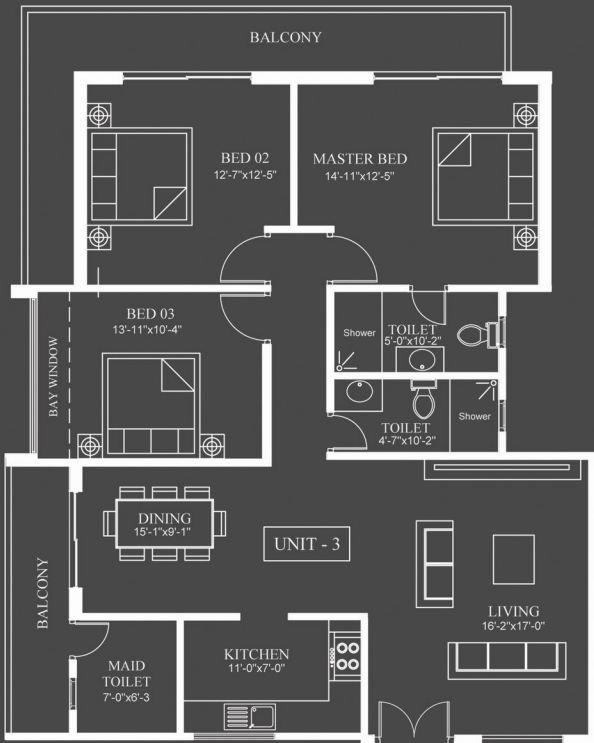 BALCONY
BED 02
12'-7"x12'-5"
MASTER BED
14'-11"x12'-5"
BED 03
13'-11"x10'-4"
BAY WINDOW
Shower
TOILET
5'-0"x10'-2"
Shower
TOILET
4'-7"x10'-2"
DINING
15'-1"x9'-1"
UNIT - 3
BALCONY
LIVING
16'-2"x17'-0"
KITCHEN
11'-0"x7'-0"
MAID
TOILET
7'-0"x6'-3